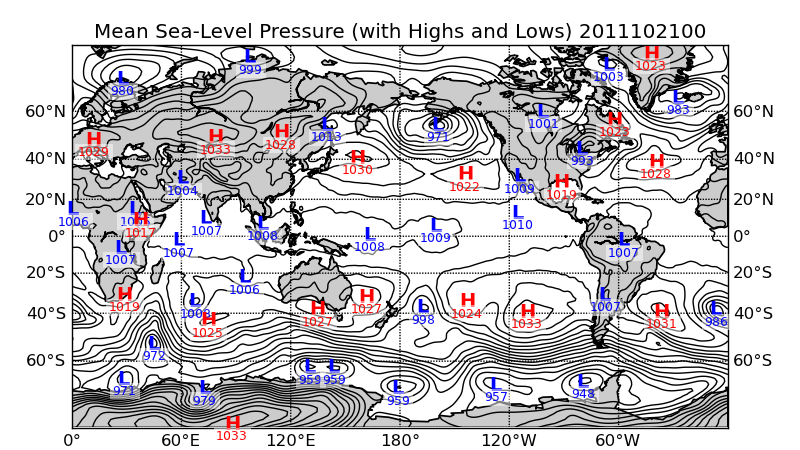 Mean Sea-Level Pressure (with Highs and Lows) 2011102100
L 999
H 1023
L 1003
L 980
L 983
60°N 60°N
L 1001
H 1023
L 1013
L 971
H 1029
H 1033
H 1028
L 993
40°N 40°N
H 1030
H 1028
H 1022
L 1004
L 1009
H 1019
20°N 20°N
L 1006
L
H 1017
L 1007
L 1008
L 1010
L 1009
L 1008
0° 0°
L 1007
L 1007
L 1007
20°S 20°S
L 1006
H 1019
L 1008
H 1025
H 1027
H 1027
L 998
H 1024
H 1033
L 1007
H 1031
L 986
40°S 40°S
L 972
60°S 60°S
L 971
L 979
L 959
L 959
L 959
L 957
L 948
H 1033
0° 60°E 120°E 180° 120°W 60°W